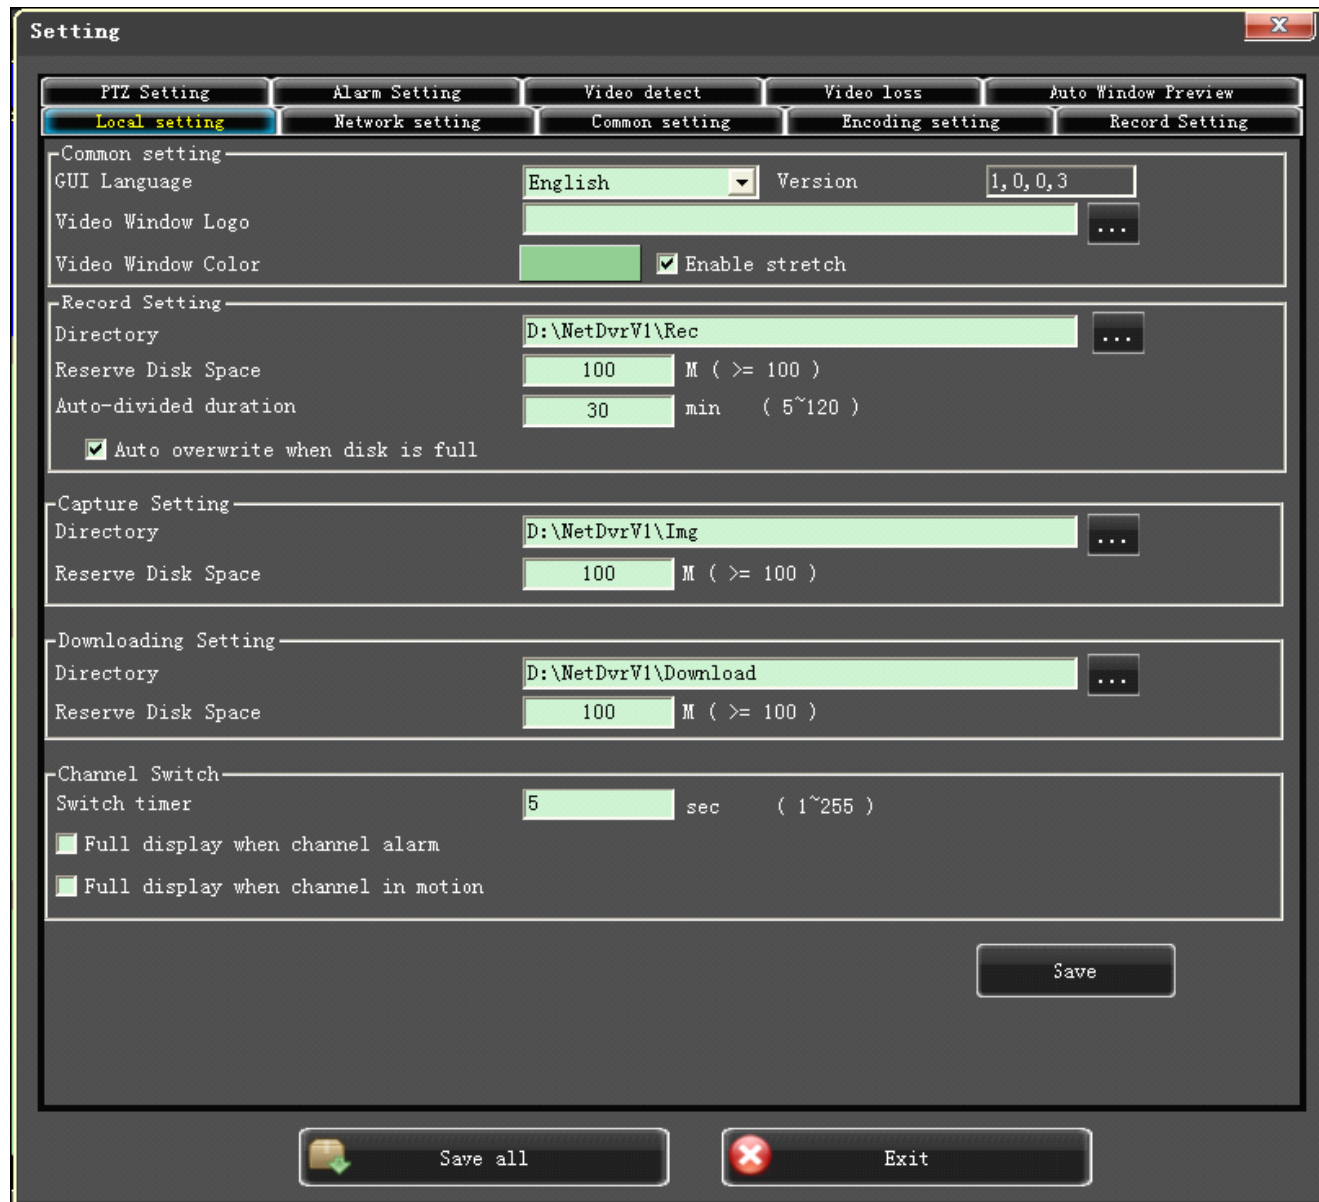 Setting
PTZ Setting Alarm Setting Video detect Video loss Auto Window Preview
Local setting Network setting Common setting Encoding setting Record Setting
Common setting
GUI Language English Version 1,0,0,3
Video Window Logo ...
Video Window Color Enable stretch
Record Setting
Directory D:\NetDvrV1\Rec ...
Reserve Disk Space 100 M ( >= 100 )
Auto-divided duration 30 min ( 5~120 )
Auto overwrite when disk is full
Capture Setting
Directory D:\NetDvrV1\Img ...
Reserve Disk Space 100 M ( >= 100 )
Downloading Setting
Directory D:\NetDvrV1\Download ...
Reserve Disk Space 100 M ( >= 100 )
Channel Switch
Switch timer 5 sec ( 1~255 )
Full display when channel alarm
Full display when channel in motion
Save
Save all Exit